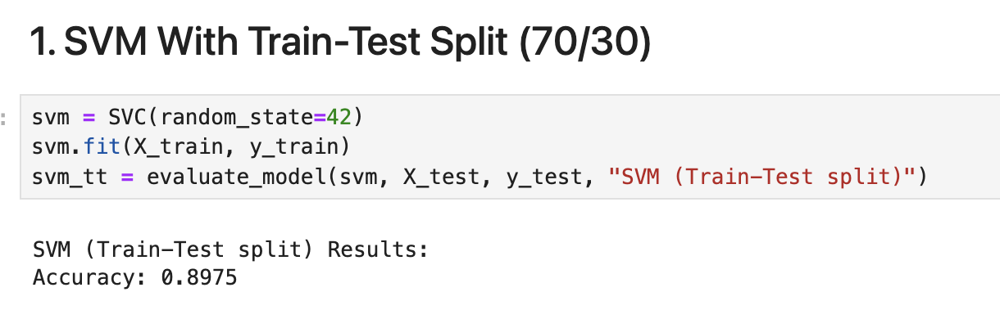 1. SVM With Train-Test Split (70/30)
:
svm = SVC(random_state=42)
svm.fit(X_train, y_train)
svm_tt = evaluate_model(svm, X_test, y_test, "SVM (Train-Test split)")
SVM (Train-Test split) Results:
Accuracy: 0.8975